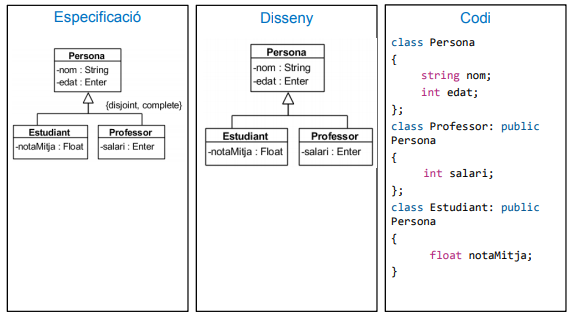 Especificació
Persona
-nom : String
-edat : Enter
{disjoint, complete}
Estudiant
-notaMitja : Float
Professor
-salari : Enter
Disseny
Persona
-nom : String
-edat : Enter
Estudiant
-notaMitja : Float
Professor
-salari : Enter
Codi
class Persona
{
string nom;
int edat;
};
class Professor: public
Persona
{
int salari;
};
class Estudiant: public
Persona
{
float notaMitja;
}